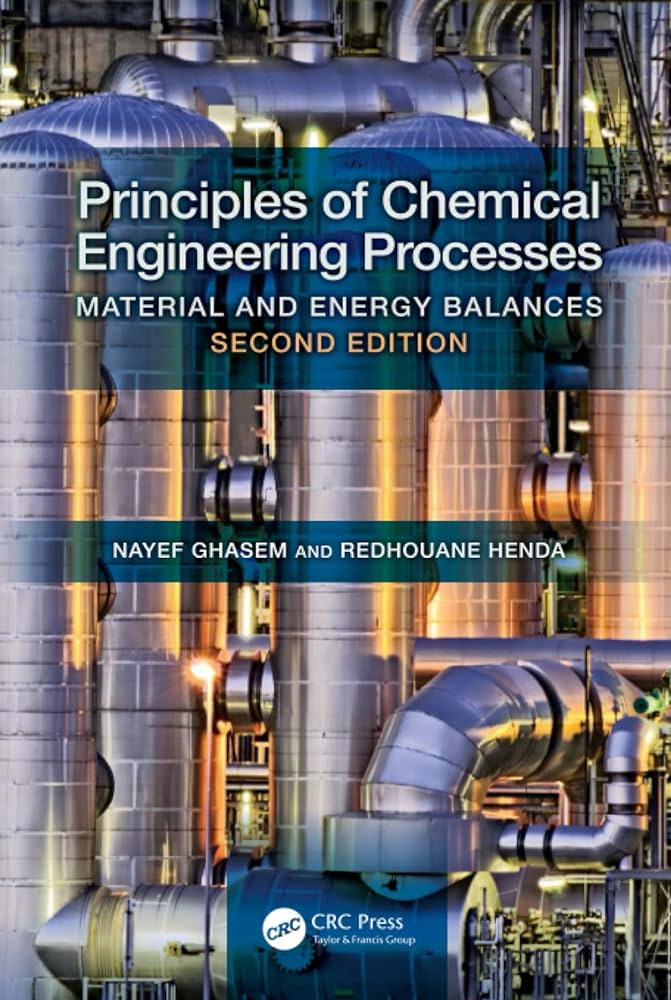 Principles of Chemical
Engineering Processes
MATERIAL AND ENERGY BALANCES
SECOND EDITION
NAYEF GHASEM AND REDHOUANE HENDA
CRC
CRC Press
Taylor & Francis Group